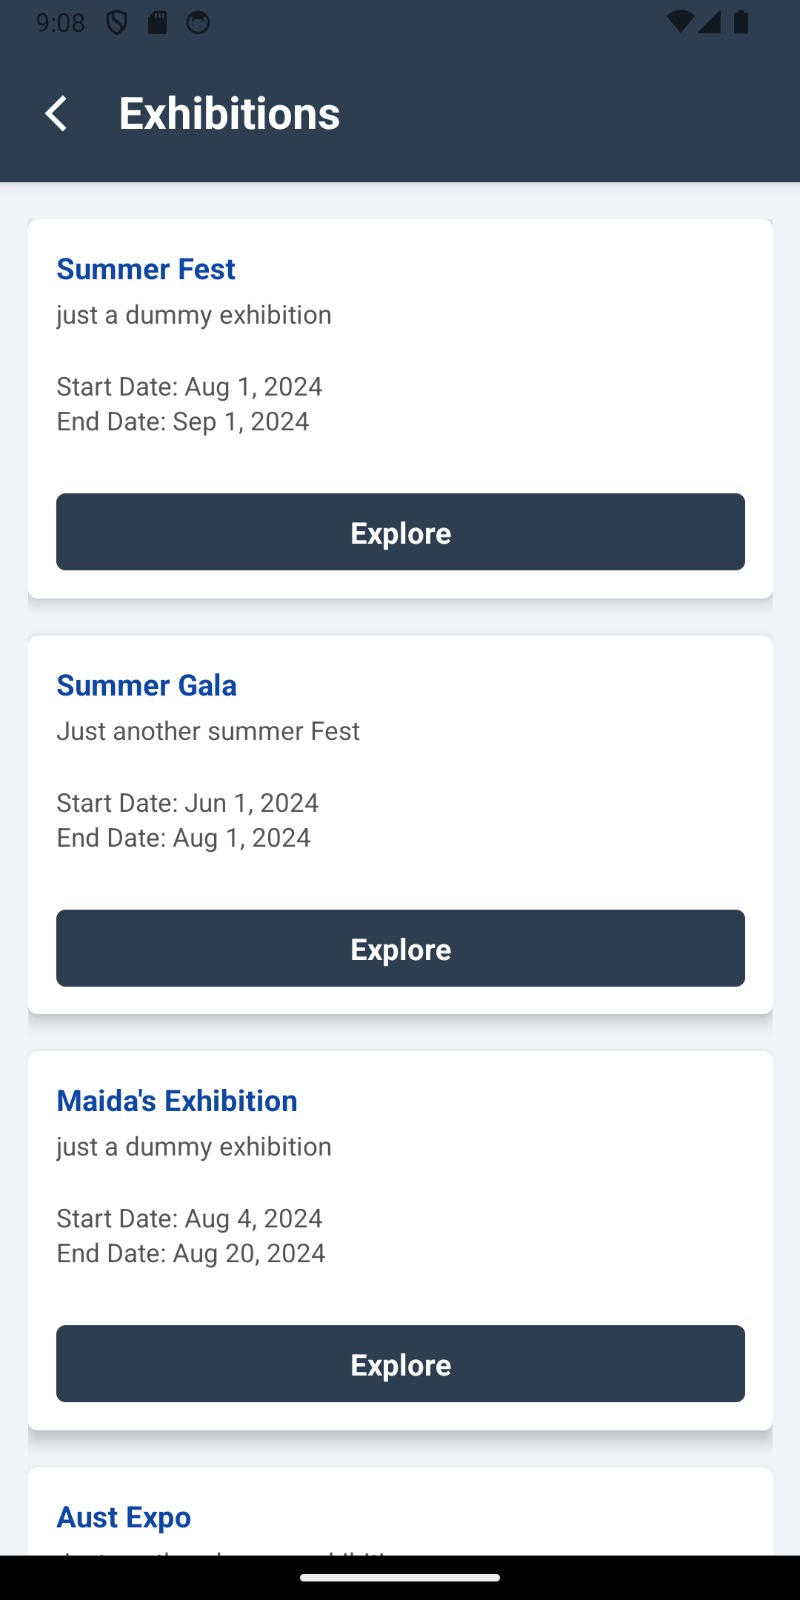 9:08
Exhibitions
Summer Fest
just a dummy exhibition
Start Date: Aug 1, 2024
End Date: Sep 1, 2024
Explore
Summer Gala
Just another summer Fest
Start Date: Jun 1, 2024
End Date: Aug 1, 2024
Explore
Maida's Exhibition
just a dummy exhibition
Start Date: Aug 4, 2024
End Date: Aug 20, 2024
Explore
Aust Expo